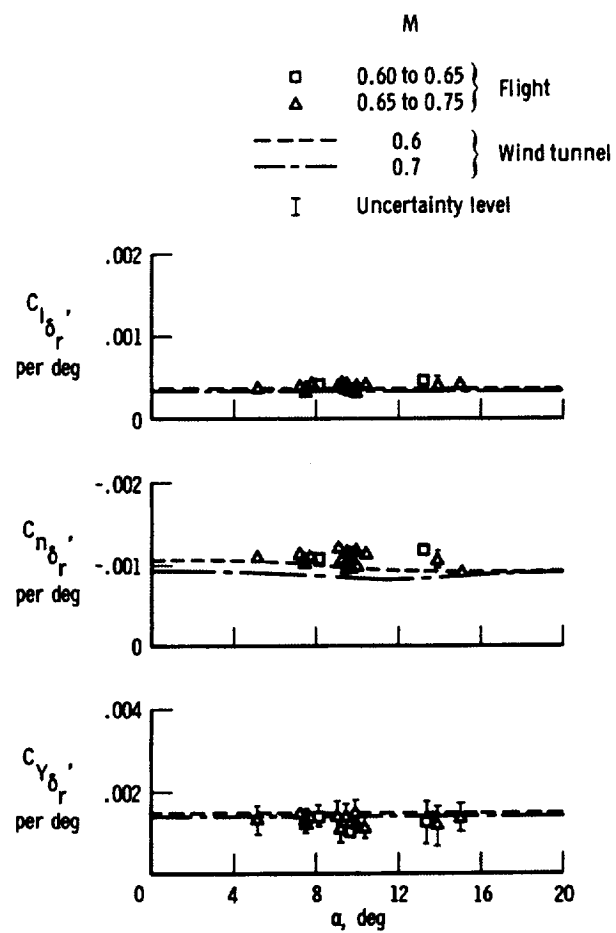 M
0.60 to 0.65
0.65 to 0.75
Flight
0.6
0.7
Wind tunnel
Uncertainty level
.002
C_{l_{δ_r}},
per deg
.001
0
-.002
C_{n_{δ_r}},
per deg
-.001
0
.004
C_{Y_{δ_r}},
per deg
.002
0 4 8 12 16 20
α, deg